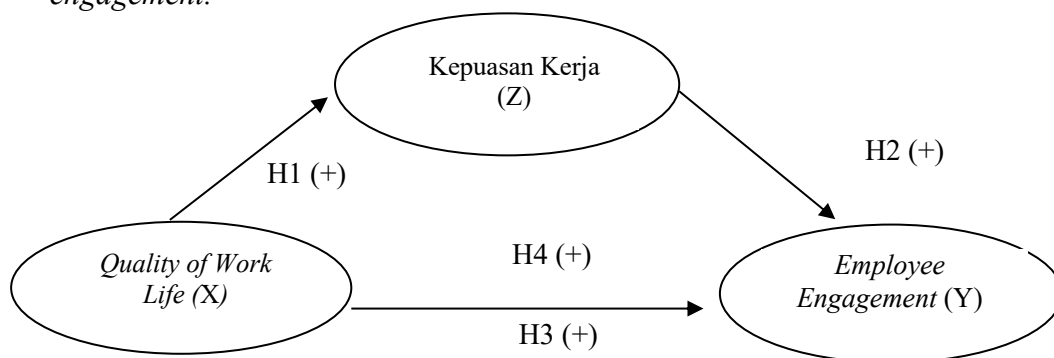 engagement.
Kepuasan Kerja
(Z)
H2 (+)
H1 (+)
Quality of Work
Life (X)
H4 (+)
Employee
Engagement (Y)
H3 (+)